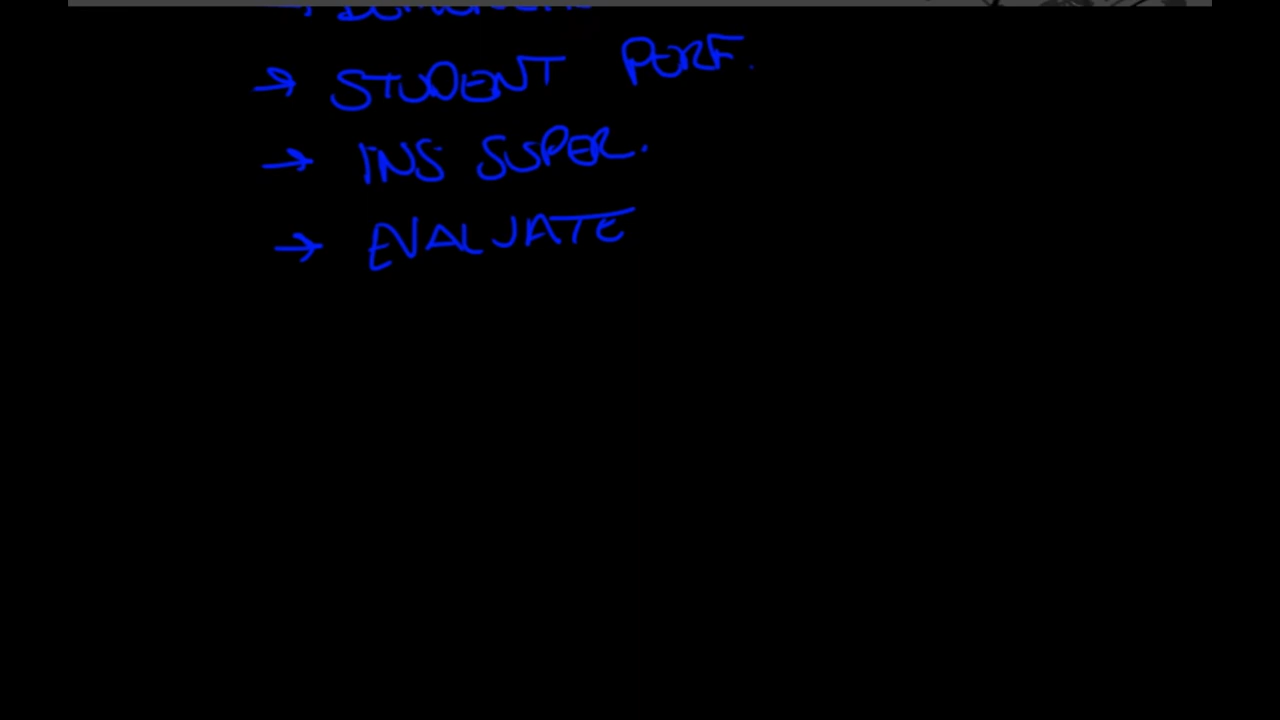 → STUDENT PERF.
→ INS SUPER.
→ EVALUATE